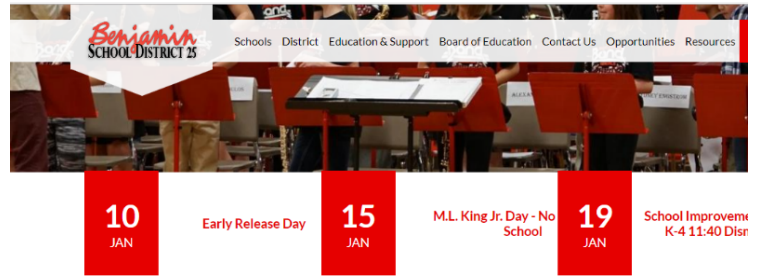 Benjamin
SCHOOL DISTRICT 25
Schools District Education & Support Board of Education Contact Us Opportunities Resources
10
JAN
Early Release Day
15
JAN
M.L. King Jr. Day - No
School
19
JAN
School Improveme
K-4 11:40 Disr